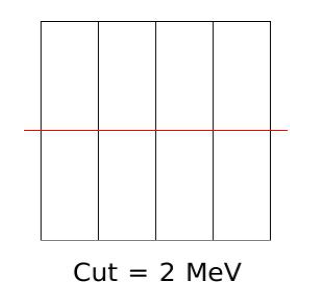 Cut = 2 MeV